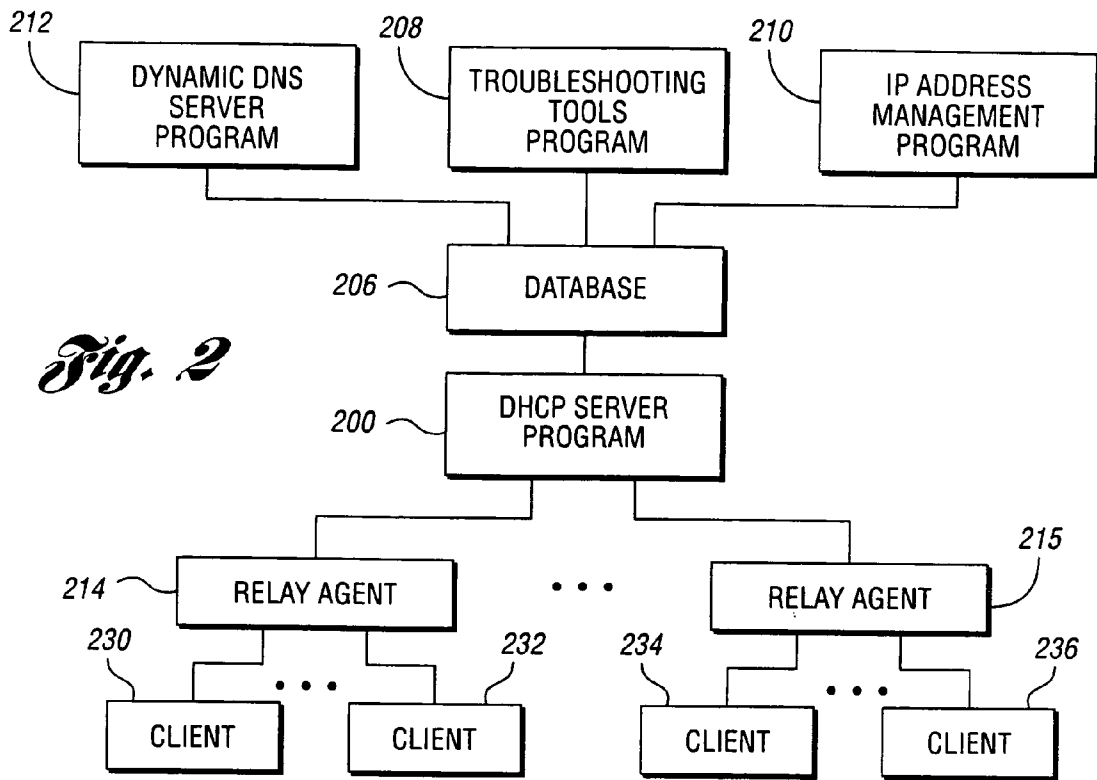 212
DYNAMIC DNS
SERVER
PROGRAM
208
TROUBLESHOOTING
TOOLS
PROGRAM
210
IP ADDRESS
MANAGEMENT
PROGRAM
206
DATABASE
Fig. 2
200
DHCP SERVER
PROGRAM
214
RELAY AGENT
• • •
RELAY AGENT
215
230
CLIENT
• • •
232
CLIENT
234
CLIENT
• • •
236
CLIENT